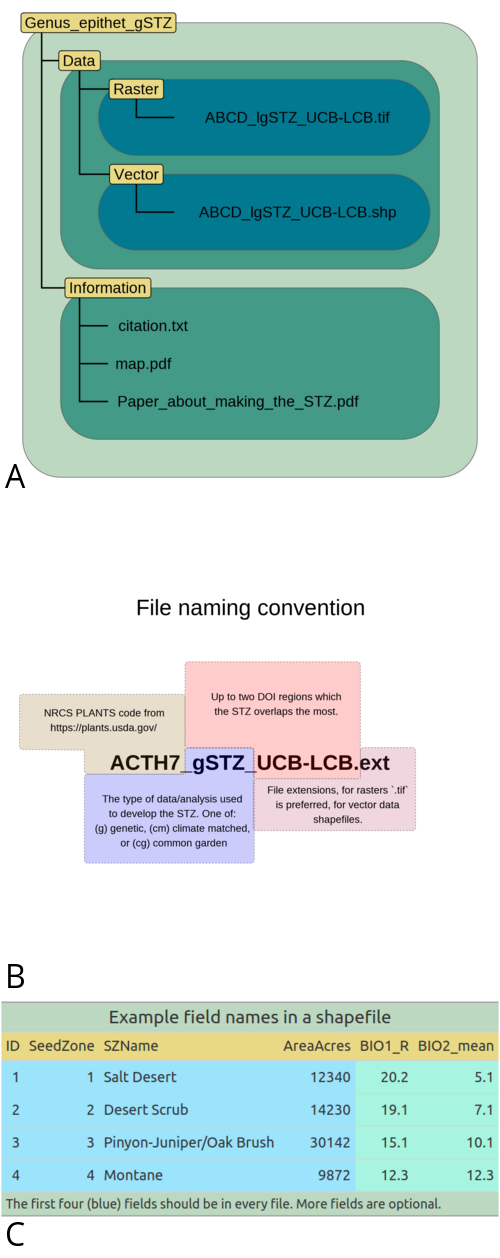 Genus_epithet_gSTZ
Data
Raster
ABCD_lgSTZ_UCB-LCB.tif
Vector
ABCD_lgSTZ_UCB-LCB.shp
Information
citation.txt
map.pdf
Paper_about_making_the_STZ.pdf
A
File naming convention
Up to two DOI regions which
the STZ overlaps the most.
NRCS PLANTS code from
https://plants.usda.gov/
ACTH7_gSTZ_UCB-LCB.ext
The type of data/analysis used
to develop the STZ. One of:
(g) genetic, (cm) climate matched,
or (cg) common garden
File extensions, for rasters `.tif`
is preferred, for vector data
shapefiles.
B
Example field names in a shapefile
ID SeedZone SZName AreaAcres BIO1_R BIO2_mean
1 1 Salt Desert 12340 20.2 5.1
2 2 Desert Scrub 14230 19.1 7.1
3 3 Pinyon-Juniper/Oak Brush 30142 15.1 10.1
4 4 Montane 9872 12.3 12.3
The first four (blue) fields should be in every file. More fields are optional.
C